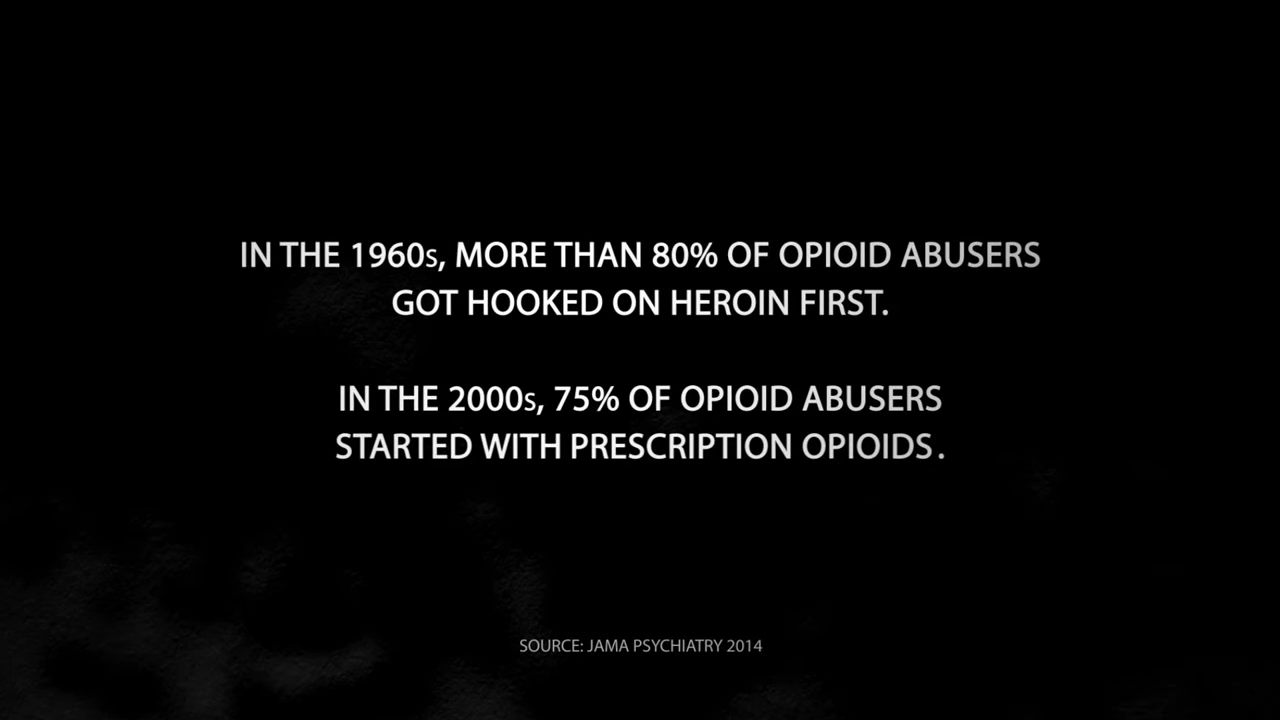 IN THE 1960s, MORE THAN 80% OF OPIOID ABUSERS
GOT HOOKED ON HEROIN FIRST.
IN THE 2000s, 75% OF OPIOID ABUSERS
STARTED WITH PRESCRIPTION OPIOIDS.
SOURCE: JAMA PSYCHIATRY 2014